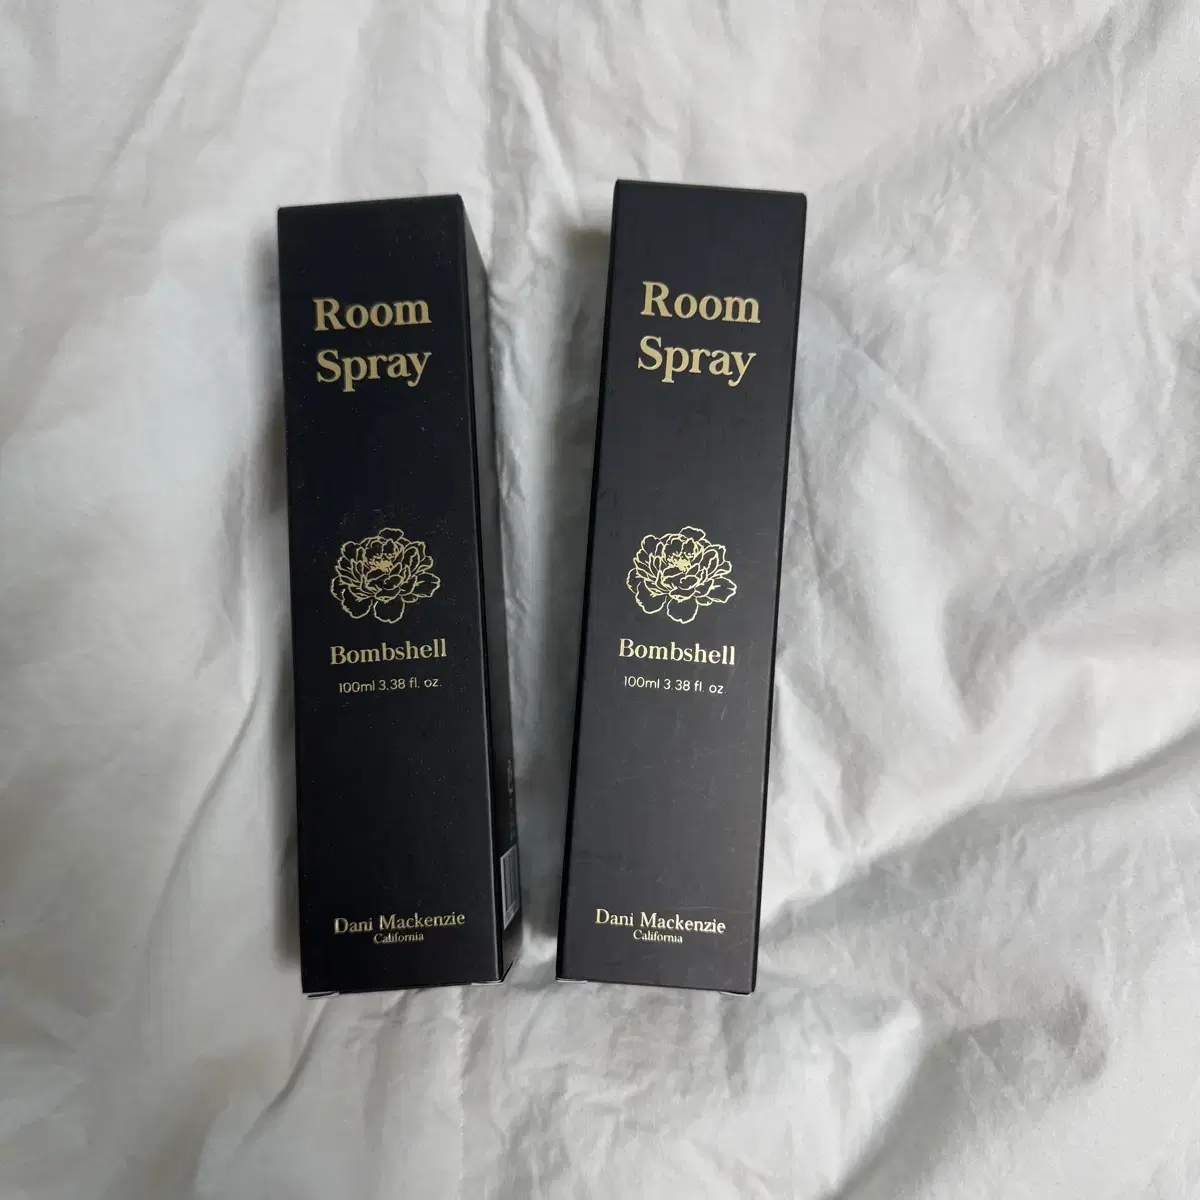 Room
Spray
Bombshell
100ml 3.38 fl. oz.
Dani Mackenzie
California
Room
Spray
Bombshell
100ml 3.38 fl. oz.
Dani Mackenzie
California